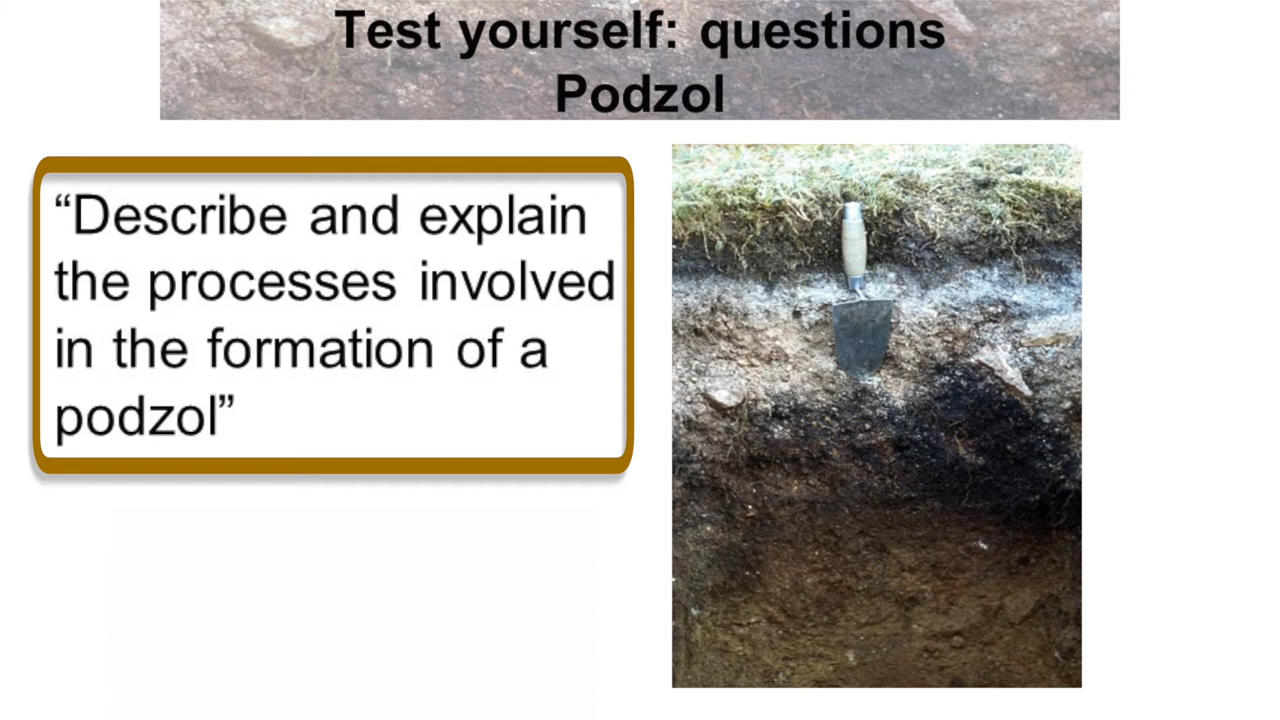 Test yourself: questions
Podzol
“Describe and explain
the processes involved
in the formation of a
podzol”